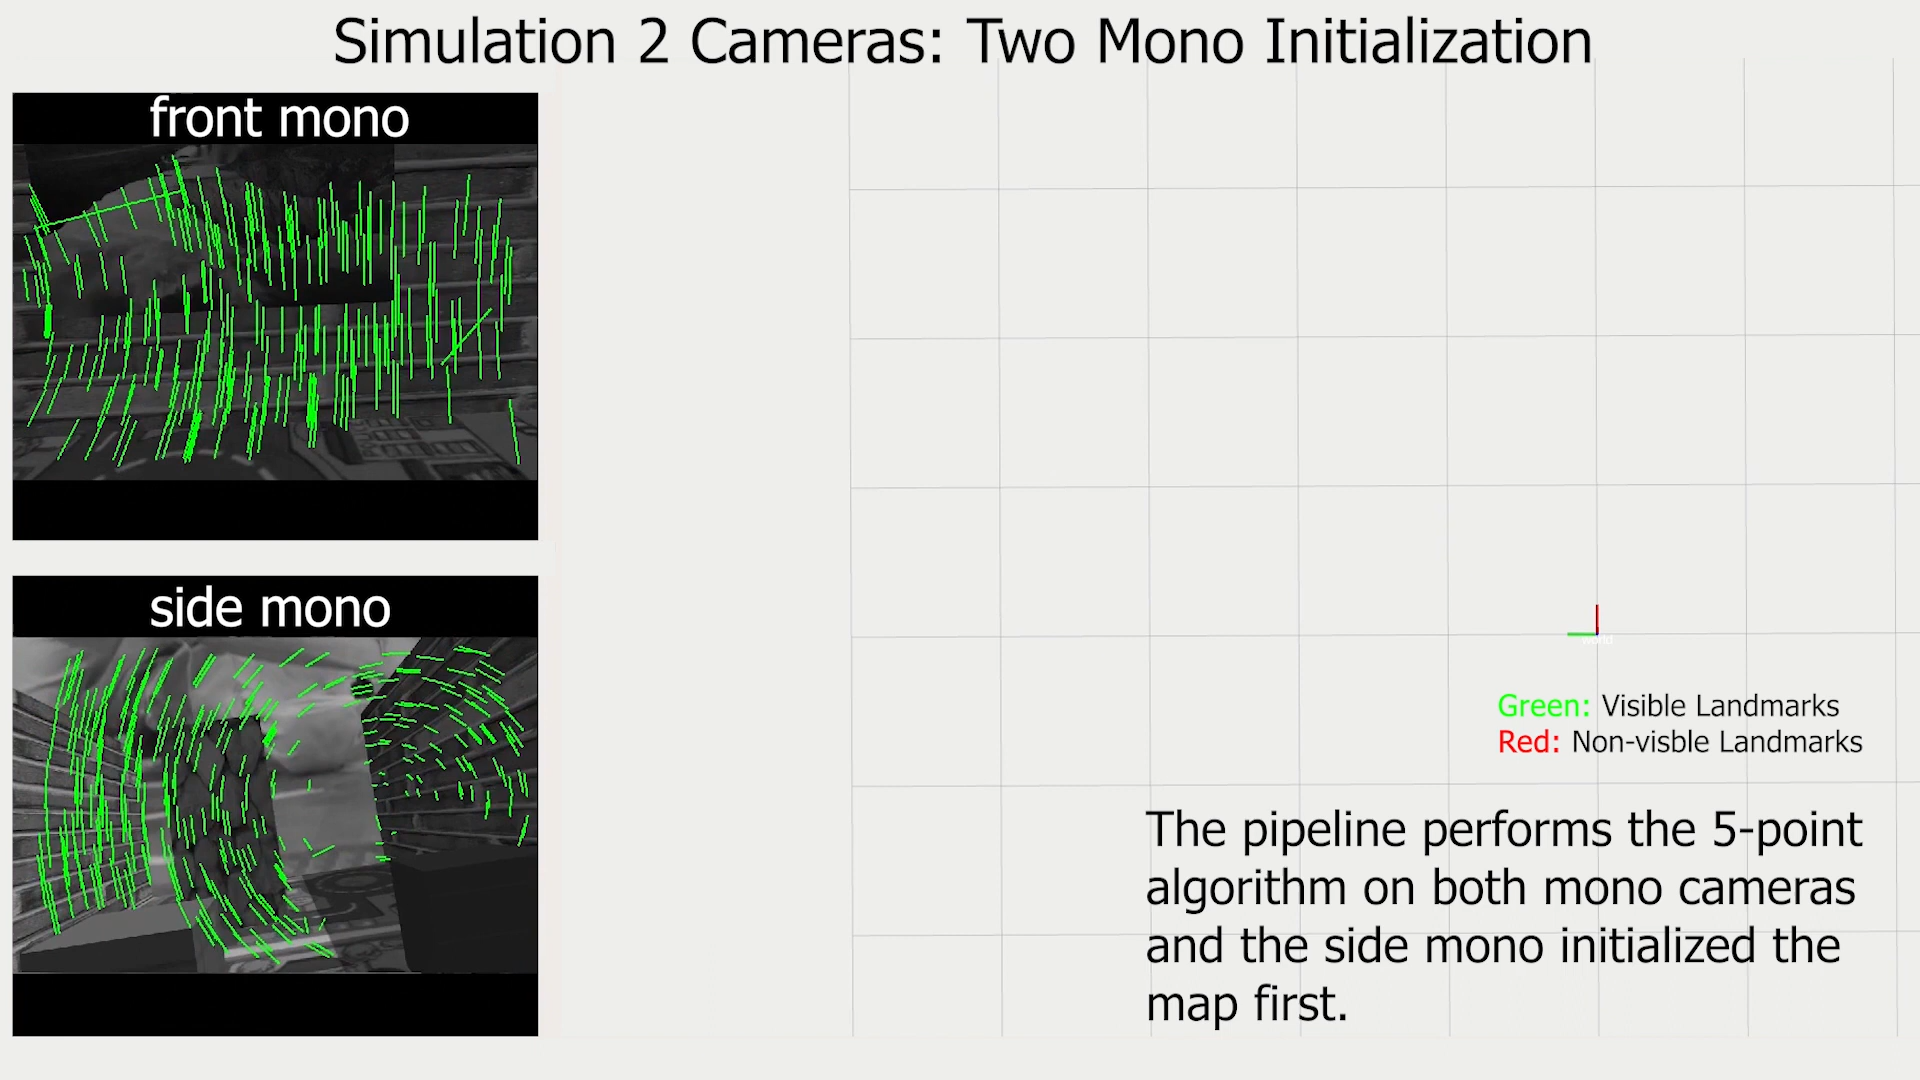 Simulation 2 Cameras: Two Mono Initialization
front mono
side mono
Green: Visible Landmarks
Red: Non-visble Landmarks
The pipeline performs the 5-point
algorithm on both mono cameras
and the side mono initialized the
map first.